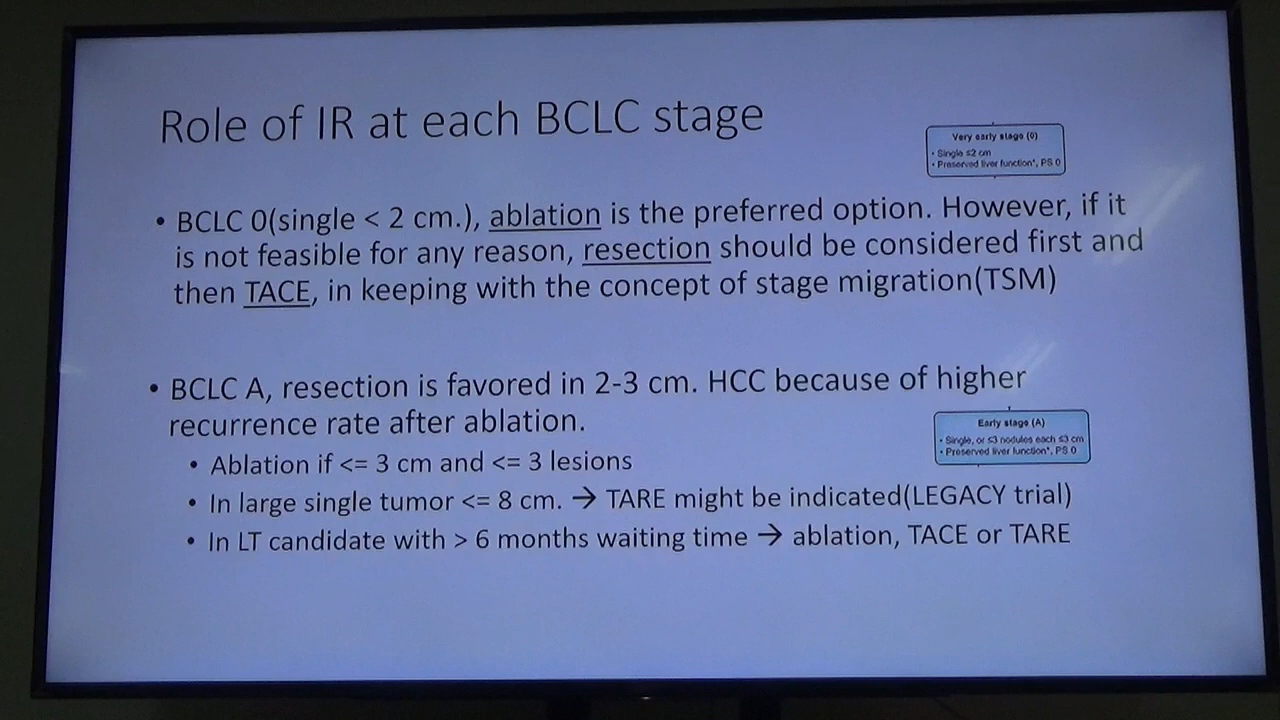 Role of IR at each BCLC stage
Very early stage (0)
• Single ≤2 cm
• Preserved liver function*, PS 0
• BCLC 0(single < 2 cm.), ablation is the preferred option. However, if it
is not feasible for any reason, resection should be considered first and
then TACE, in keeping with the concept of stage migration(TSM)
• BCLC A, resection is favored in 2-3 cm. HCC because of higher
recurrence rate after ablation.
Early stage (A)
• Single, or ≤3 nodules each ≤3 cm
• Preserved liver function*, PS 0
• Ablation if <= 3 cm and <= 3 lesions
• In large single tumor <= 8 cm. → TARE might be indicated(LEGACY trial)
• In LT candidate with > 6 months waiting time → ablation, TACE or TARE